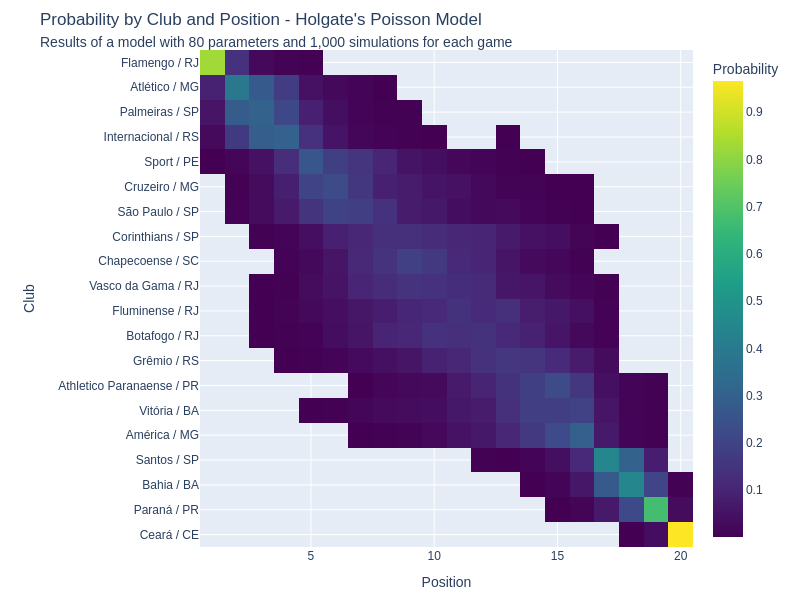 Probability by Club and Position - Holgate's Poisson Model
Results of a model with 80 parameters and 1,000 simulations for each game
Probability
Flamengo / RJ
Atlético / MG
Palmeiras / SP
Internacional / RS
Sport / PE
Cruzeiro / MG
São Paulo / SP
Corinthians / SP
Chapecoense / SC
Vasco da Gama / RJ
Fluminense / RJ
Botafogo / RJ
Grêmio / RS
Athletico Paranaense / PR
Vitória / BA
América / MG
Santos / SP
Bahia / BA
Paraná / PR
Ceará / CE
Club
5
10
15
20
Position
0.9
0.8
0.7
0.6
0.5
0.4
0.3
0.2
0.1